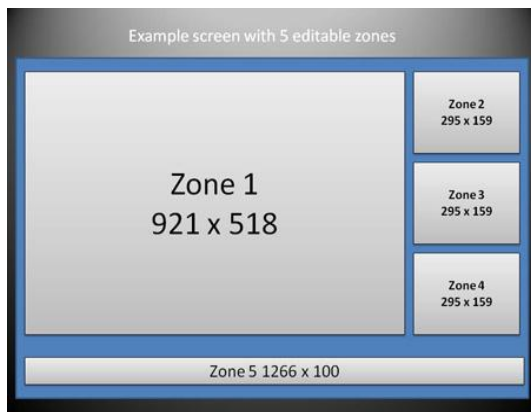 Example screen with 5 editable zones
Zone 1
921 x 518
Zone 2
295 x 159
Zone 3
295 x 159
Zone 4
295 x 159
Zone 5 1266 x 100